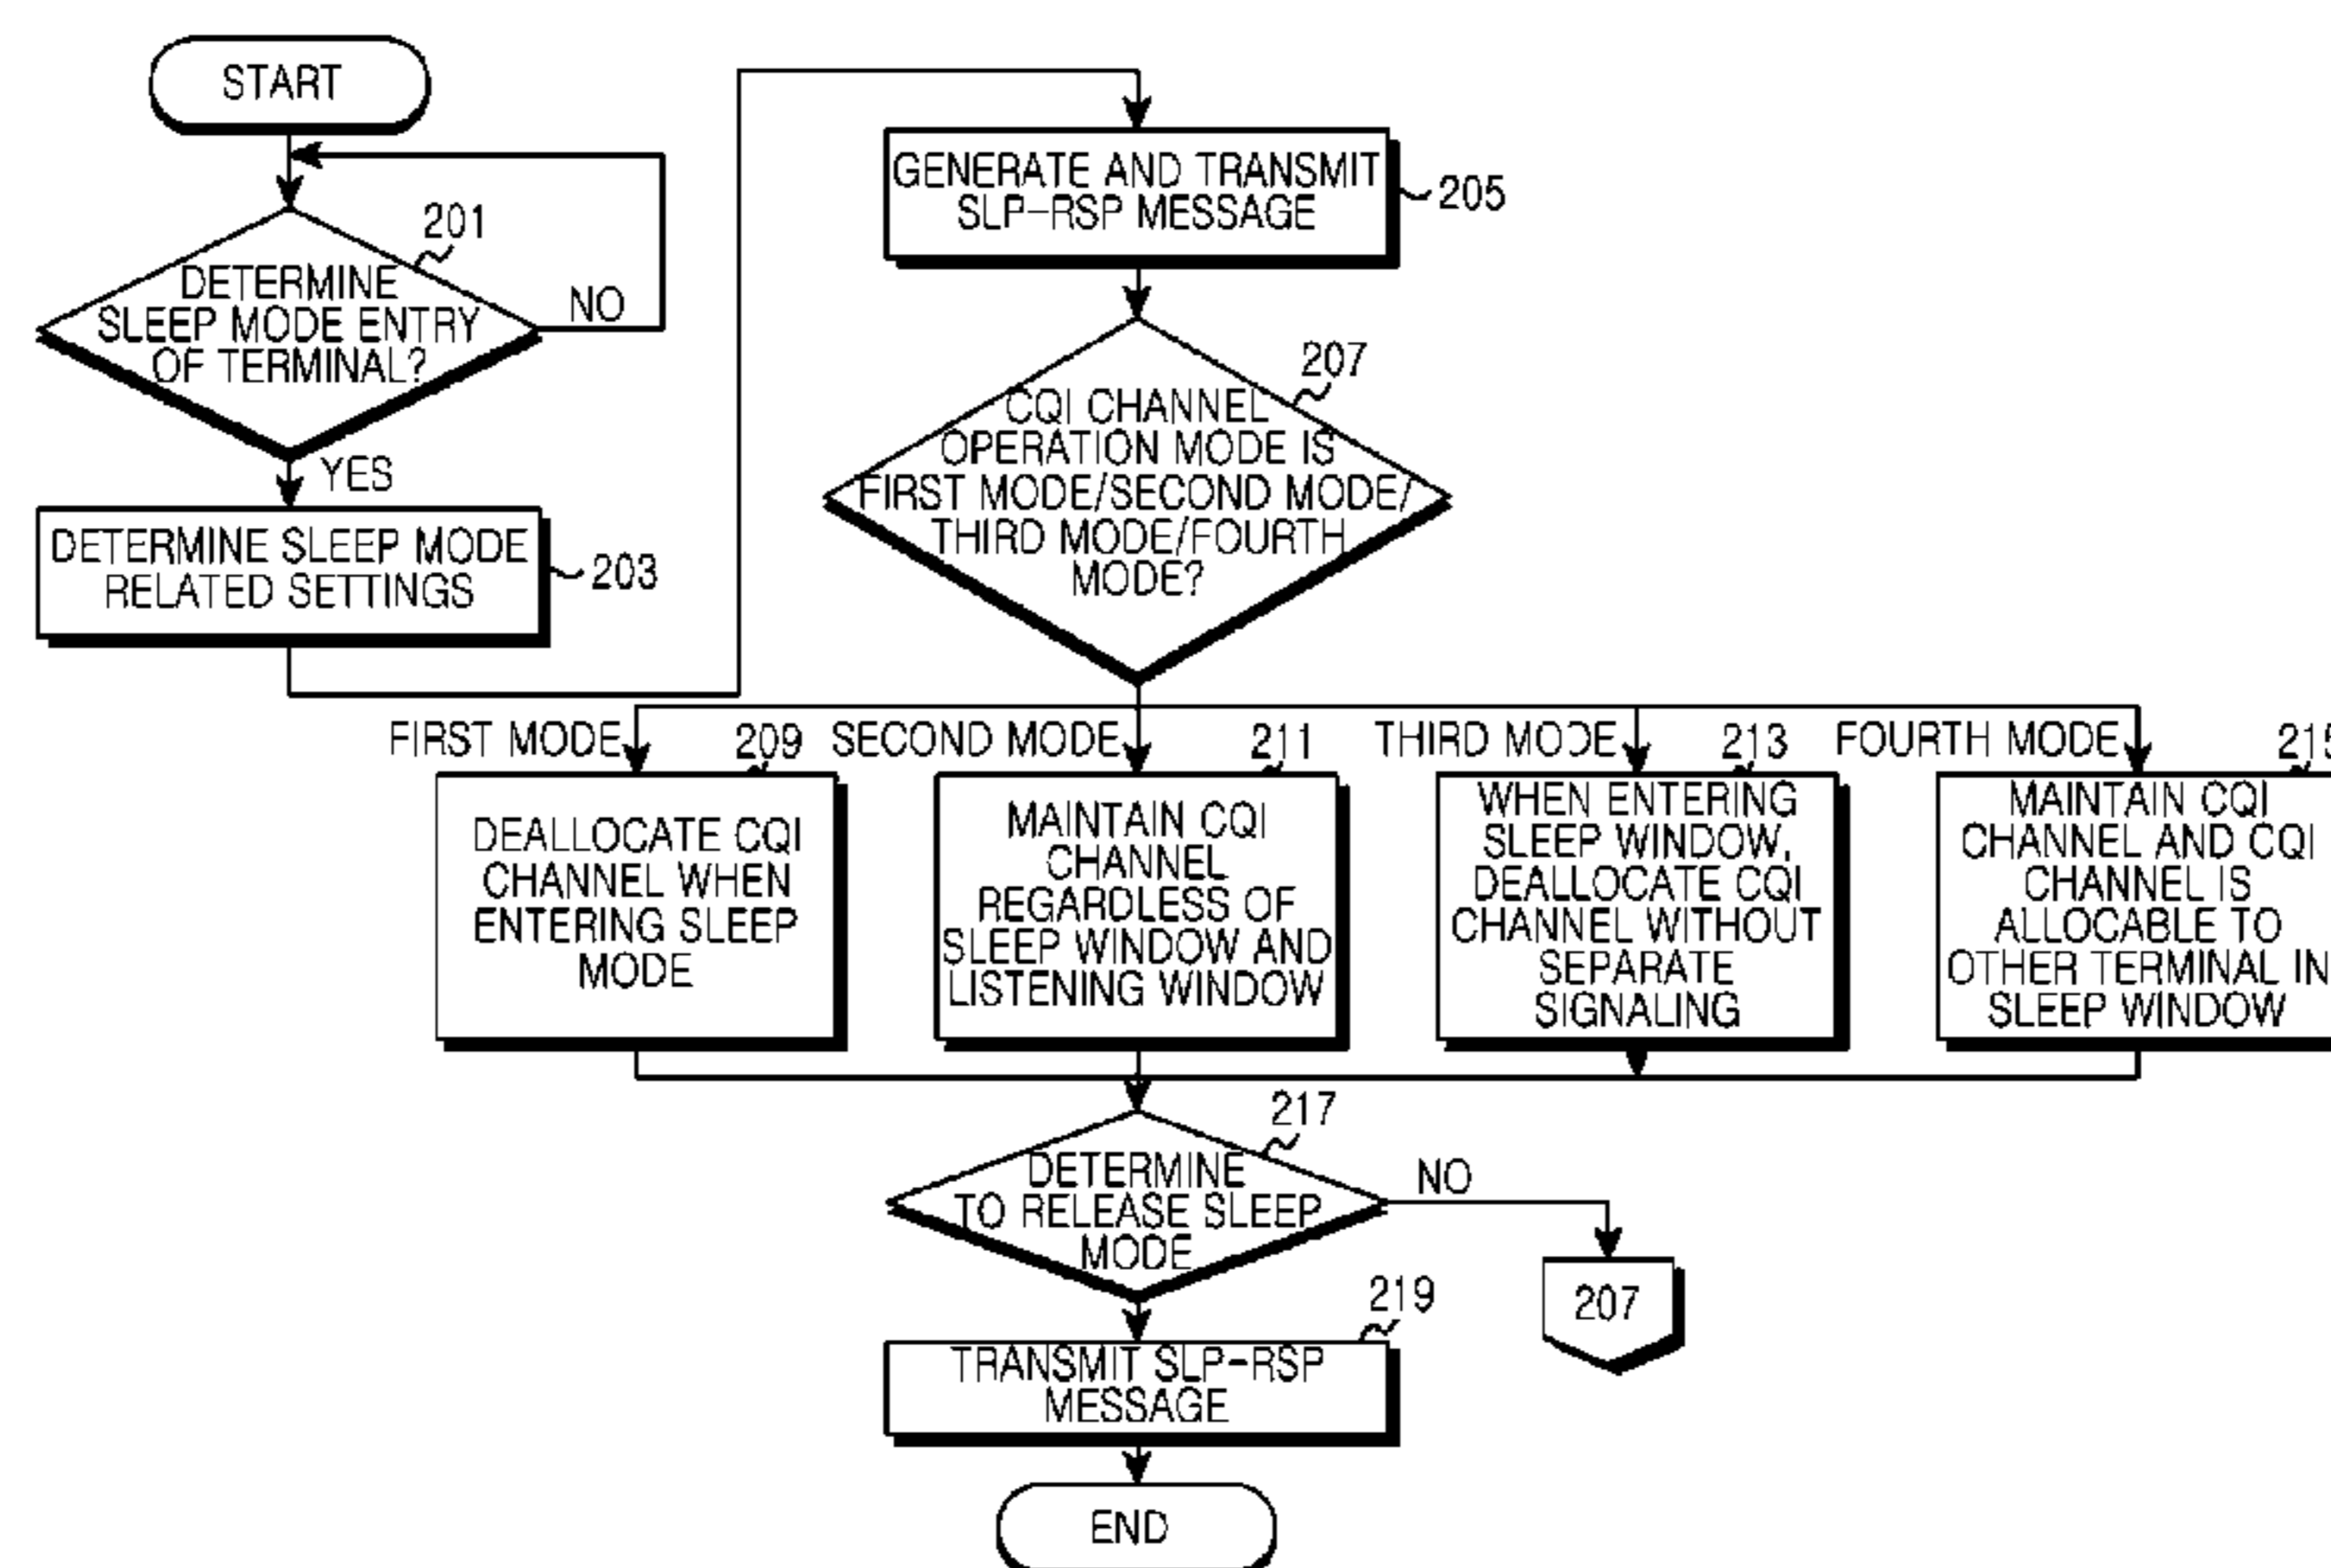 START
201
DETERMINE
SLEEP MODE ENTRY
OF TERMINAL?
NO
YES
DETERMINE SLEEP MODE
RELATED SETTINGS
203
GENERATE AND TRANSMIT
SLP-RSP MESSAGE
205
207
CQI CHANNEL
OPERATION MODE IS
FIRST MODE/SECOND MODE/
THIRD MODE/FOURTH
MODE?
FIRST MODE
209
DEALLOCATE CQI
CHANNEL WHEN
ENTERING SLEEP
MODE
SECOND MODE
211
MAINTAIN CQI
CHANNEL
REGARDLESS OF
SLEEP WINDOW AND
LISTENING WINDOW
THIRD MODE
213
WHEN ENTERING
SLEEP WINDOW,
DEALLOCATE CQI
CHANNEL WITHOUT
SEPARATE
SIGNALING
FOURTH MODE
215
MAINTAIN CQI
CHANNEL AND CQI
CHANNEL IS
ALLOCABLE TO
OTHER TERMINAL IN
SLEEP WINDOW
217
DETERMINE
TO RELEASE SLEEP
MODE
NO
207
219
TRANSMIT SLP-RSP
MESSAGE
END